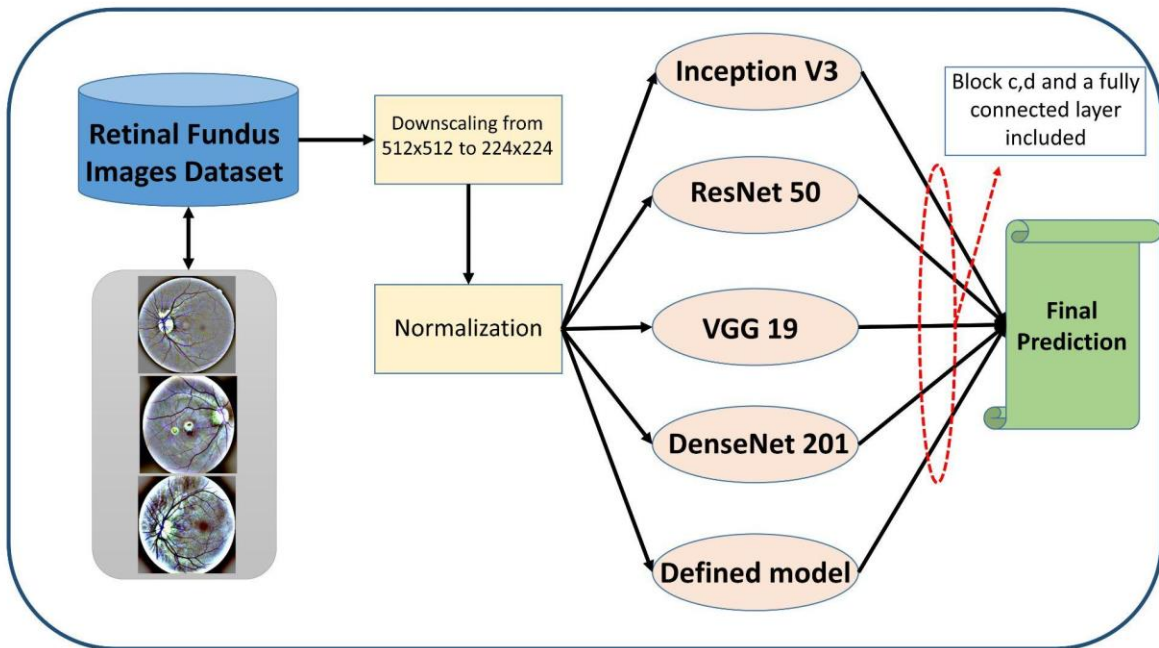 Retinal Fundus
Images Dataset
Downscaling from
512x512 to 224x224
Normalization
Inception V3
ResNet 50
VGG 19
DenseNet 201
Defined model
Block c,d and a fully
connected layer
included
Final
Prediction